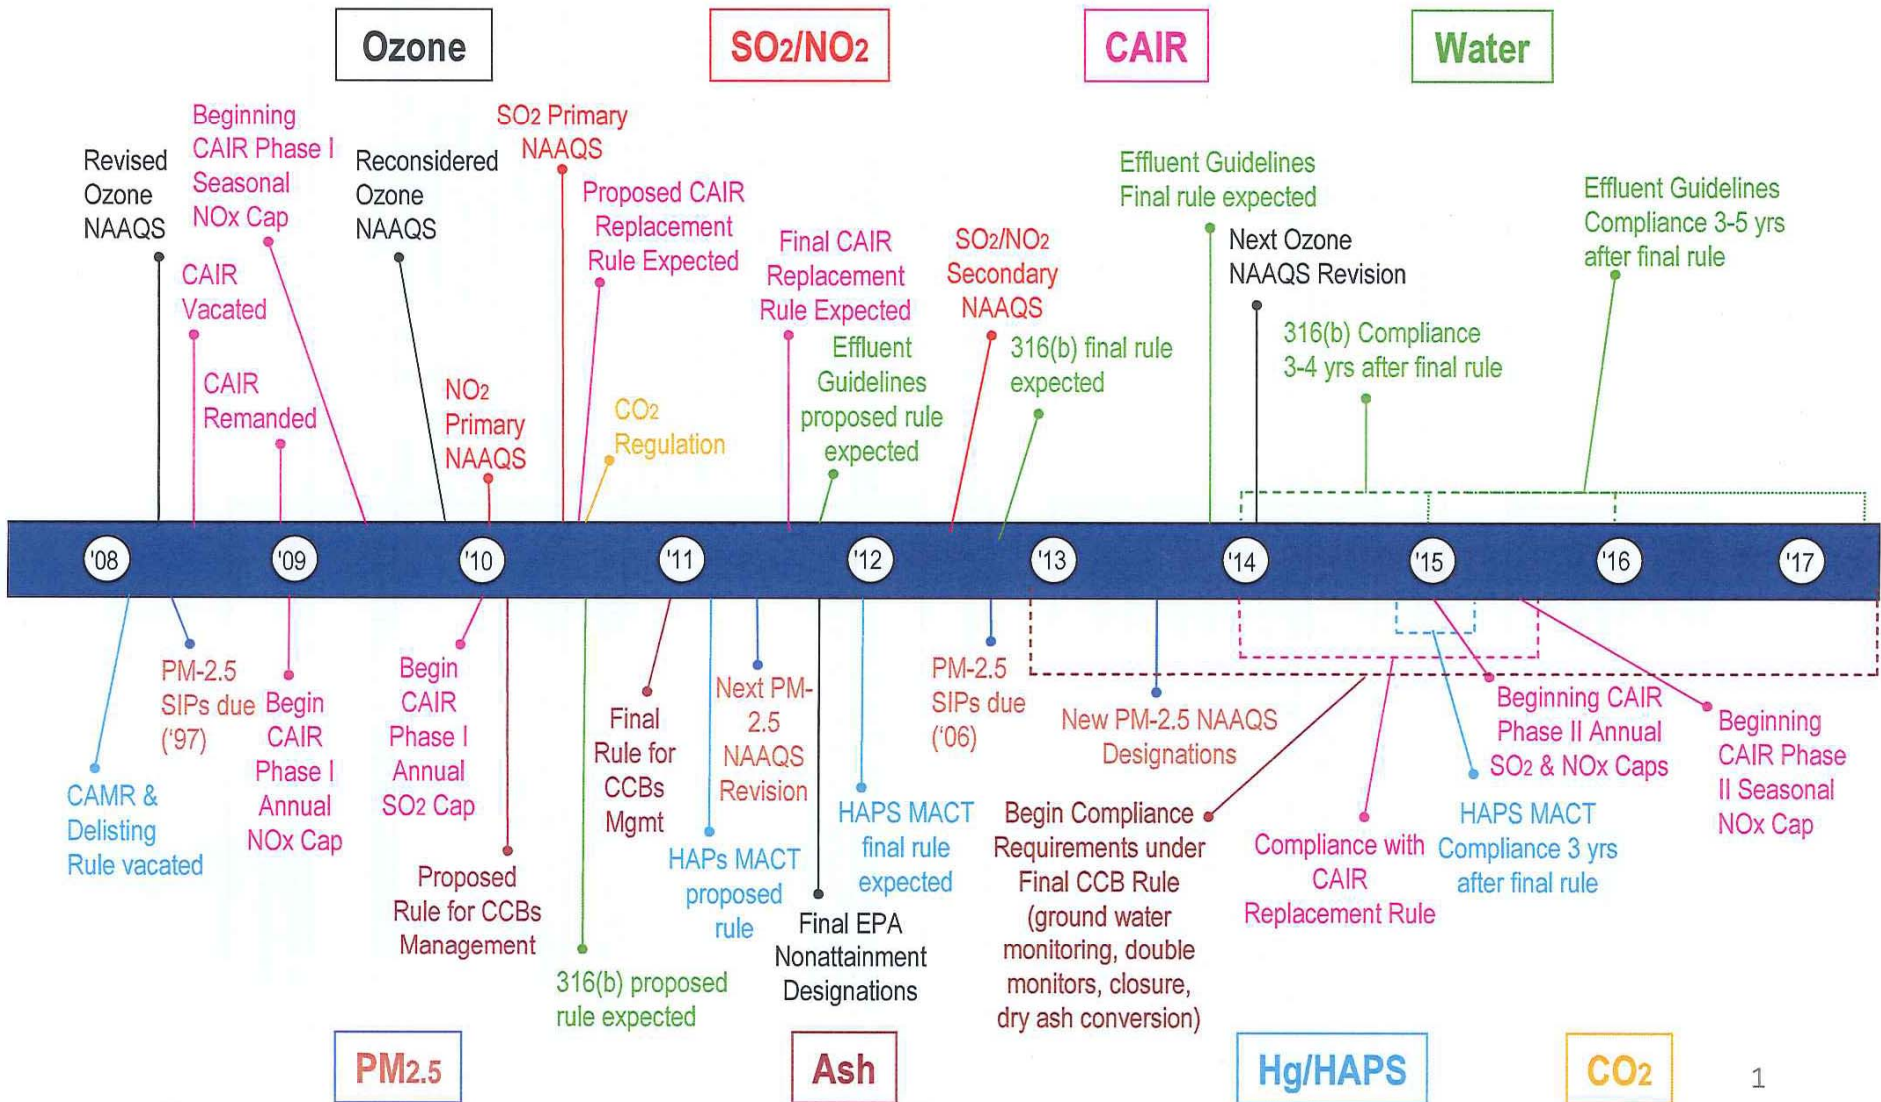 Ozone
SO2/NO2
CAIR
Water
Revised
Ozone
NAAQS
Beginning
CAIR Phase I
Seasonal
NOx Cap
CAIR
Vacated
CAIR
Remanded
Reconsidered
Ozone
NAAQS
NO2
Primary
NAAQS
SO2 Primary
NAAQS
Proposed CAIR
Replacement
Rule Expected
CO2
Regulation
Final CAIR
Replacement
Rule Expected
Effluent
Guidelines
proposed rule
expected
SO2/NO2
Secondary
NAAQS
316(b) final rule
expected
Effluent Guidelines
Final rule expected
Next Ozone
NAAQS Revision
316(b) Compliance
3-4 yrs after final rule
Effluent Guidelines
Compliance 3-5 yrs
after final rule
'08
'09
'10
'11
'12
'13
'14
'15
'16
'17
CAMR &
Delisting
Rule vacated
PM-2.5
SIPs due
('97)
Begin
CAIR
Phase I
Annual
NOx Cap
Begin
CAIR
Phase I
Annual
SO2 Cap
Proposed
Rule for CCBs
Management
316(b) proposed
rule expected
Final
Rule for
CCBs
Mgmt
HAPs MACT
proposed
rule
Next PM-
2.5
NAAQS
Revision
Final EPA
Nonattainment
Designations
HAPS MACT
final rule
expected
PM-2.5
SIPs due
('06)
New PM-2.5 NAAQS
Designations
Begin Compliance
Requirements under
Final CCB Rule
(ground water
monitoring, double
monitors, closure,
dry ash conversion)
Compliance with
CAIR
Replacement Rule
Beginning CAIR
Phase II Annual
SO2 & NOx Caps
HAPS MACT
Compliance 3 yrs
after final rule
Beginning
CAIR Phase
II Seasonal
NOx Cap
PM2.5
Ash
Hg/HAPS
CO2
1